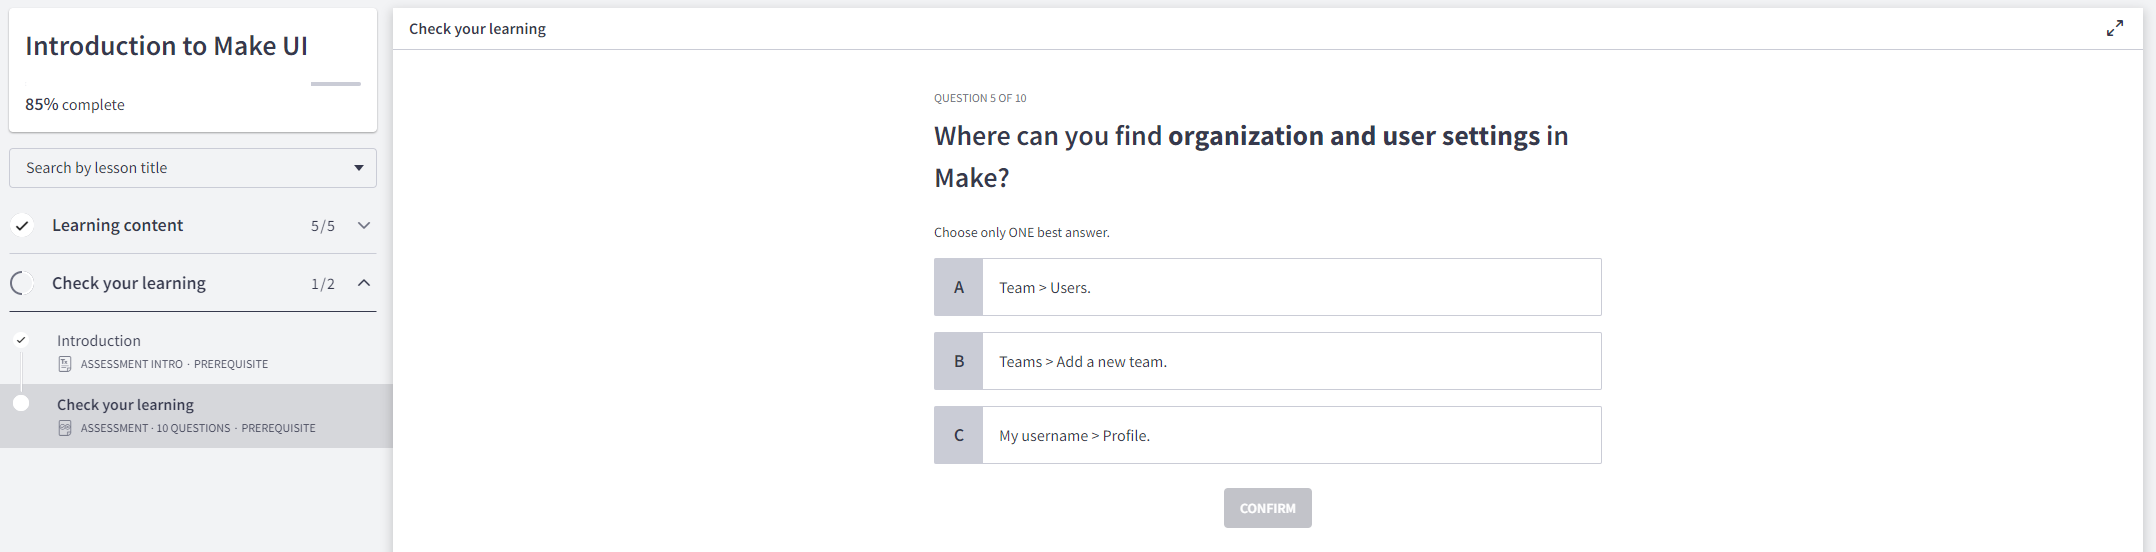 Introduction to Make UI
85% complete
Search by lesson title
Learning content 5/5
Check your learning 1/2
Introduction
ASSESSMENT INTRO · PREREQUISITE
Check your learning
ASSESSMENT · 10 QUESTIONS · PREREQUISITE
Check your learning
QUESTION 5 OF 10
Where can you find organization and user settings in
Make?
Choose only ONE best answer.
A Team > Users.
B Teams > Add a new team.
C My username > Profile.
CONFIRM